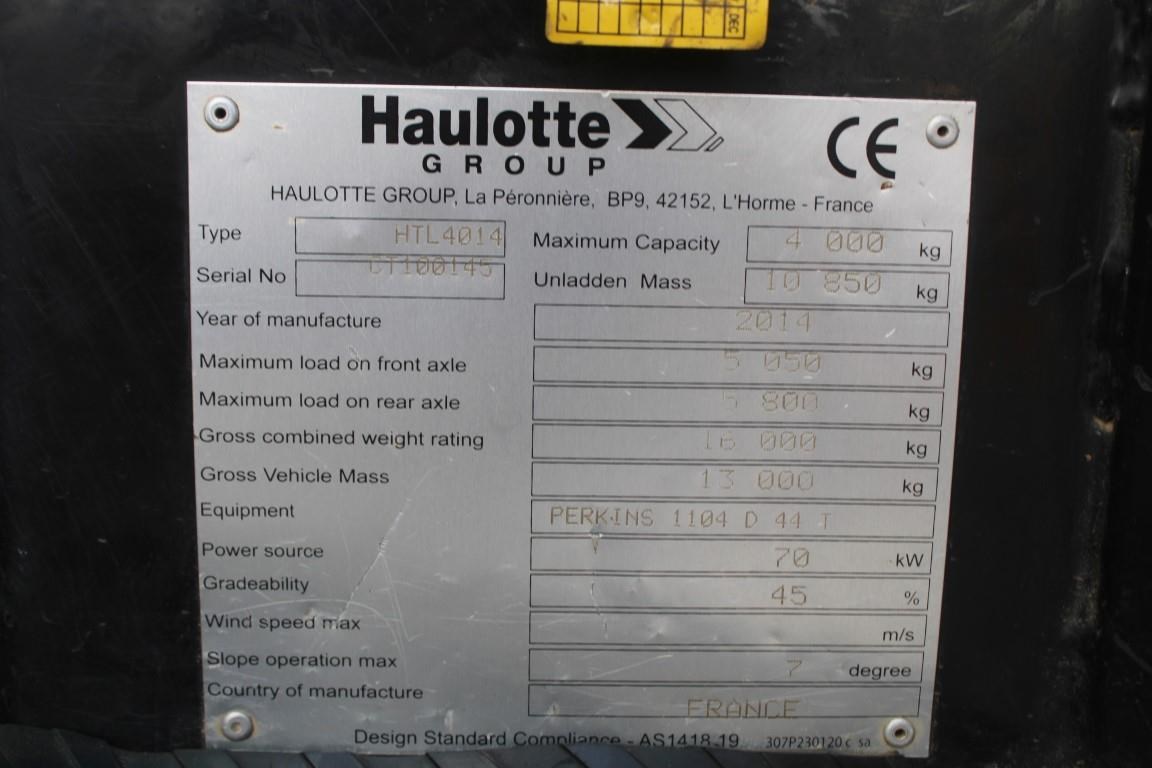 DEC
Haulotte
GROUP
CE
HAULOTTE GROUP, La Péronnière, BP9, 42152, L'Horme - France
Type HTL4014 Maximum Capacity 4 000 kg
Serial No CT100145 Unladden Mass 10 850 kg
Year of manufacture 2014
Maximum load on front axle 5 050 kg
Maximum load on rear axle 5 800 kg
Gross combined weight rating 16 000 kg
Gross Vehicle Mass 13 000 kg
Equipment PERKINS 1104 D 44 T
Power source 70 kW
Gradeability 45 %
Wind speed max m/s
Slope operation max 7 degree
Country of manufacture FRANCE
Design Standard Compliance - AS1418.19 307P230120 c sa